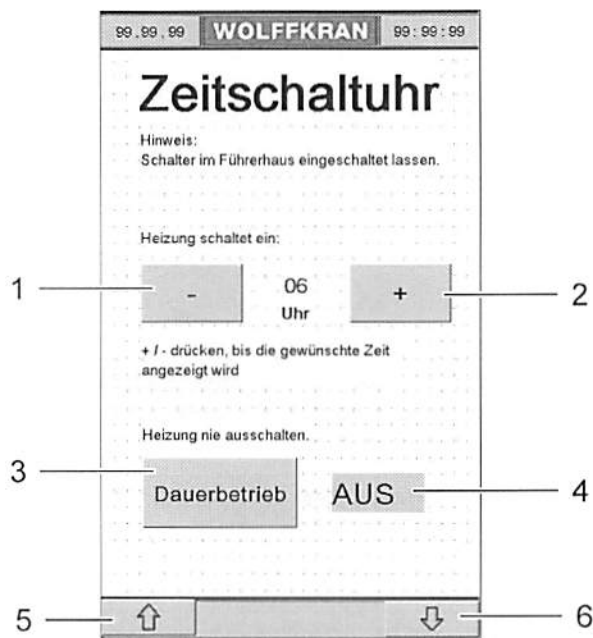 99.99.99 WOLFFKRAN 99:99:99
Zeitschaltuhr
Hinweis:
Schalter im Führerhaus eingeschaltet lassen.
Heizung schaltet ein:
1 - 06 + 2
Uhr
+ / - drücken, bis die gewünschte Zeit
angezeigt wird
Heizung nie ausschalten.
3 Dauerbetrieb AUS 4
5 6